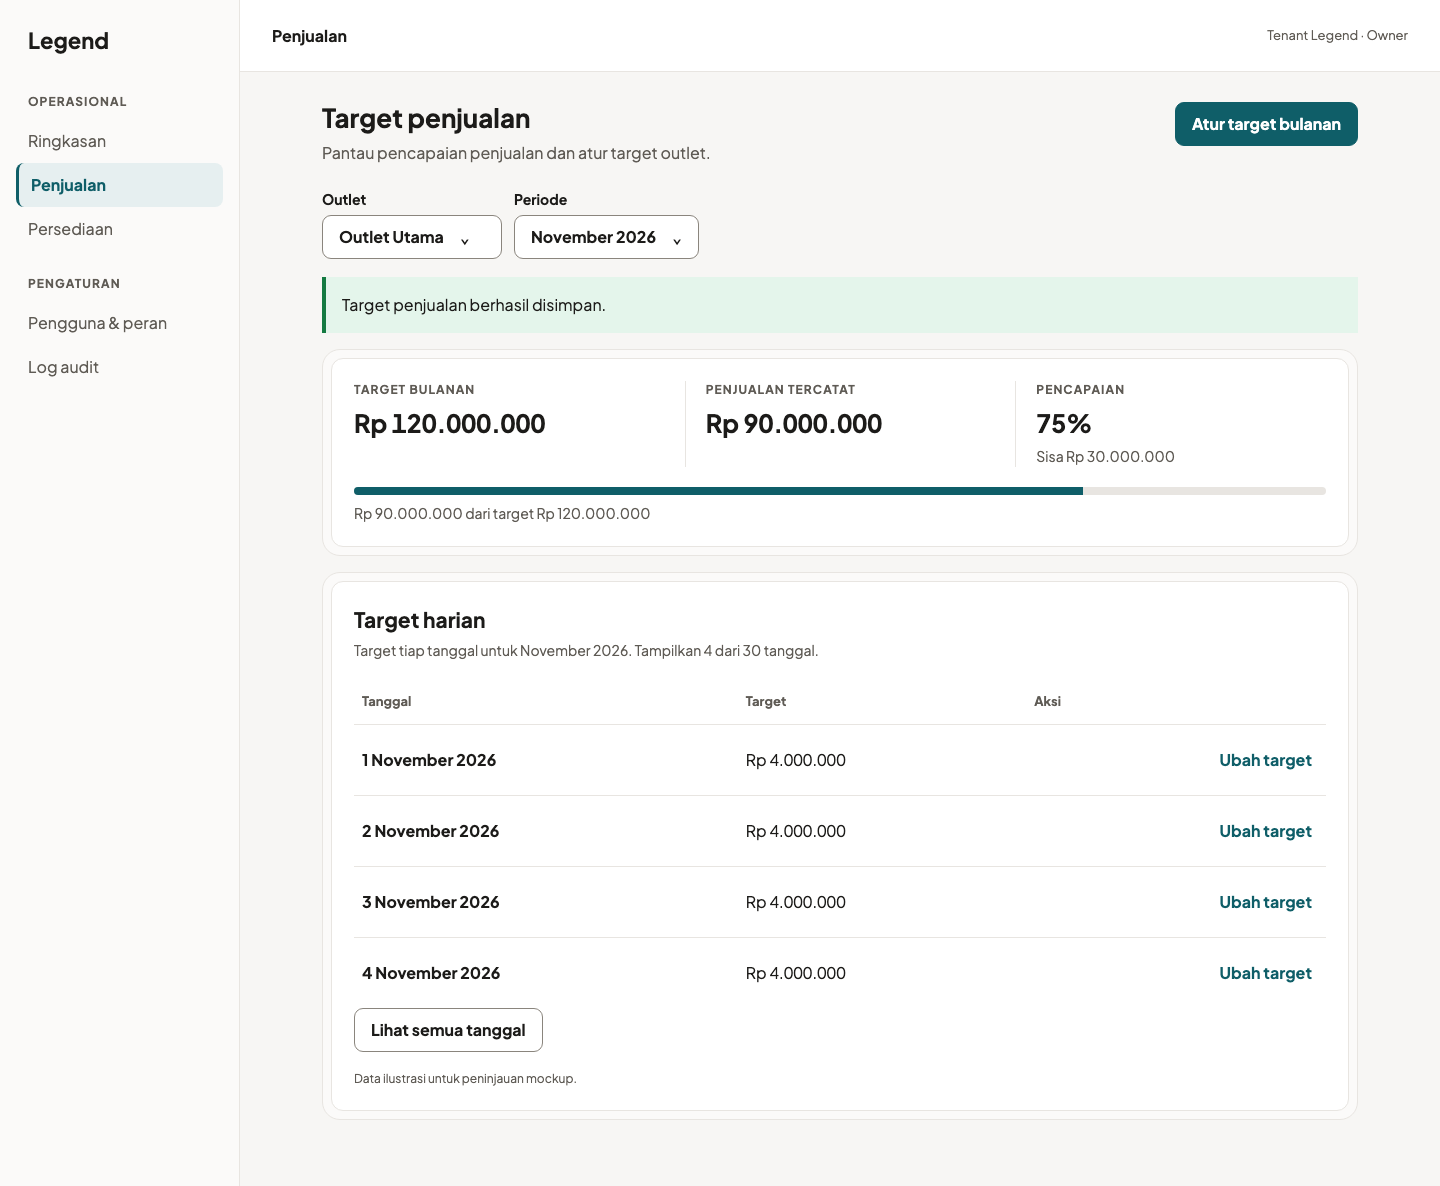 Legend
OPERASIONAL
Ringkasan
Penjualan
Persediaan
PENGATURAN
Pengguna & peran
Log audit
Penjualan
Tenant Legend · Owner
Target penjualan
Pantau pencapaian penjualan dan atur target outlet.
Atur target bulanan
Outlet
Periode
Outlet Utama
November 2026
Target penjualan berhasil disimpan.
TARGET BULANAN
Rp 120.000.000
PENJUALAN TERCATAT
Rp 90.000.000
PENCAPAIAN
75%
Sisa Rp 30.000.000
Rp 90.000.000 dari target Rp 120.000.000
Target harian
Target tiap tanggal untuk November 2026. Tampilkan 4 dari 30 tanggal.
Tanggal Target Aksi
1 November 2026 Rp 4.000.000 Ubah target
2 November 2026 Rp 4.000.000 Ubah target
3 November 2026 Rp 4.000.000 Ubah target
4 November 2026 Rp 4.000.000 Ubah target
Lihat semua tanggal
Data ilustrasi untuk peninjauan mockup.